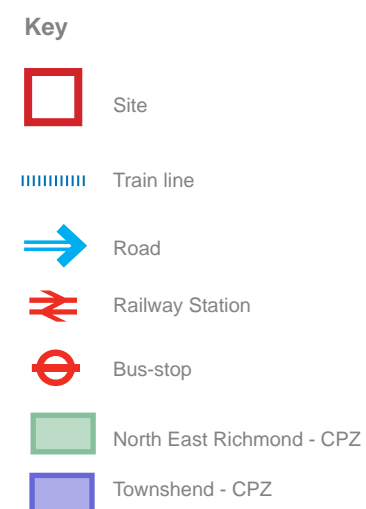 Key
Site
Train line
Road
Railway Station
Bus-stop
North East Richmond - CPZ
Townshend - CPZ